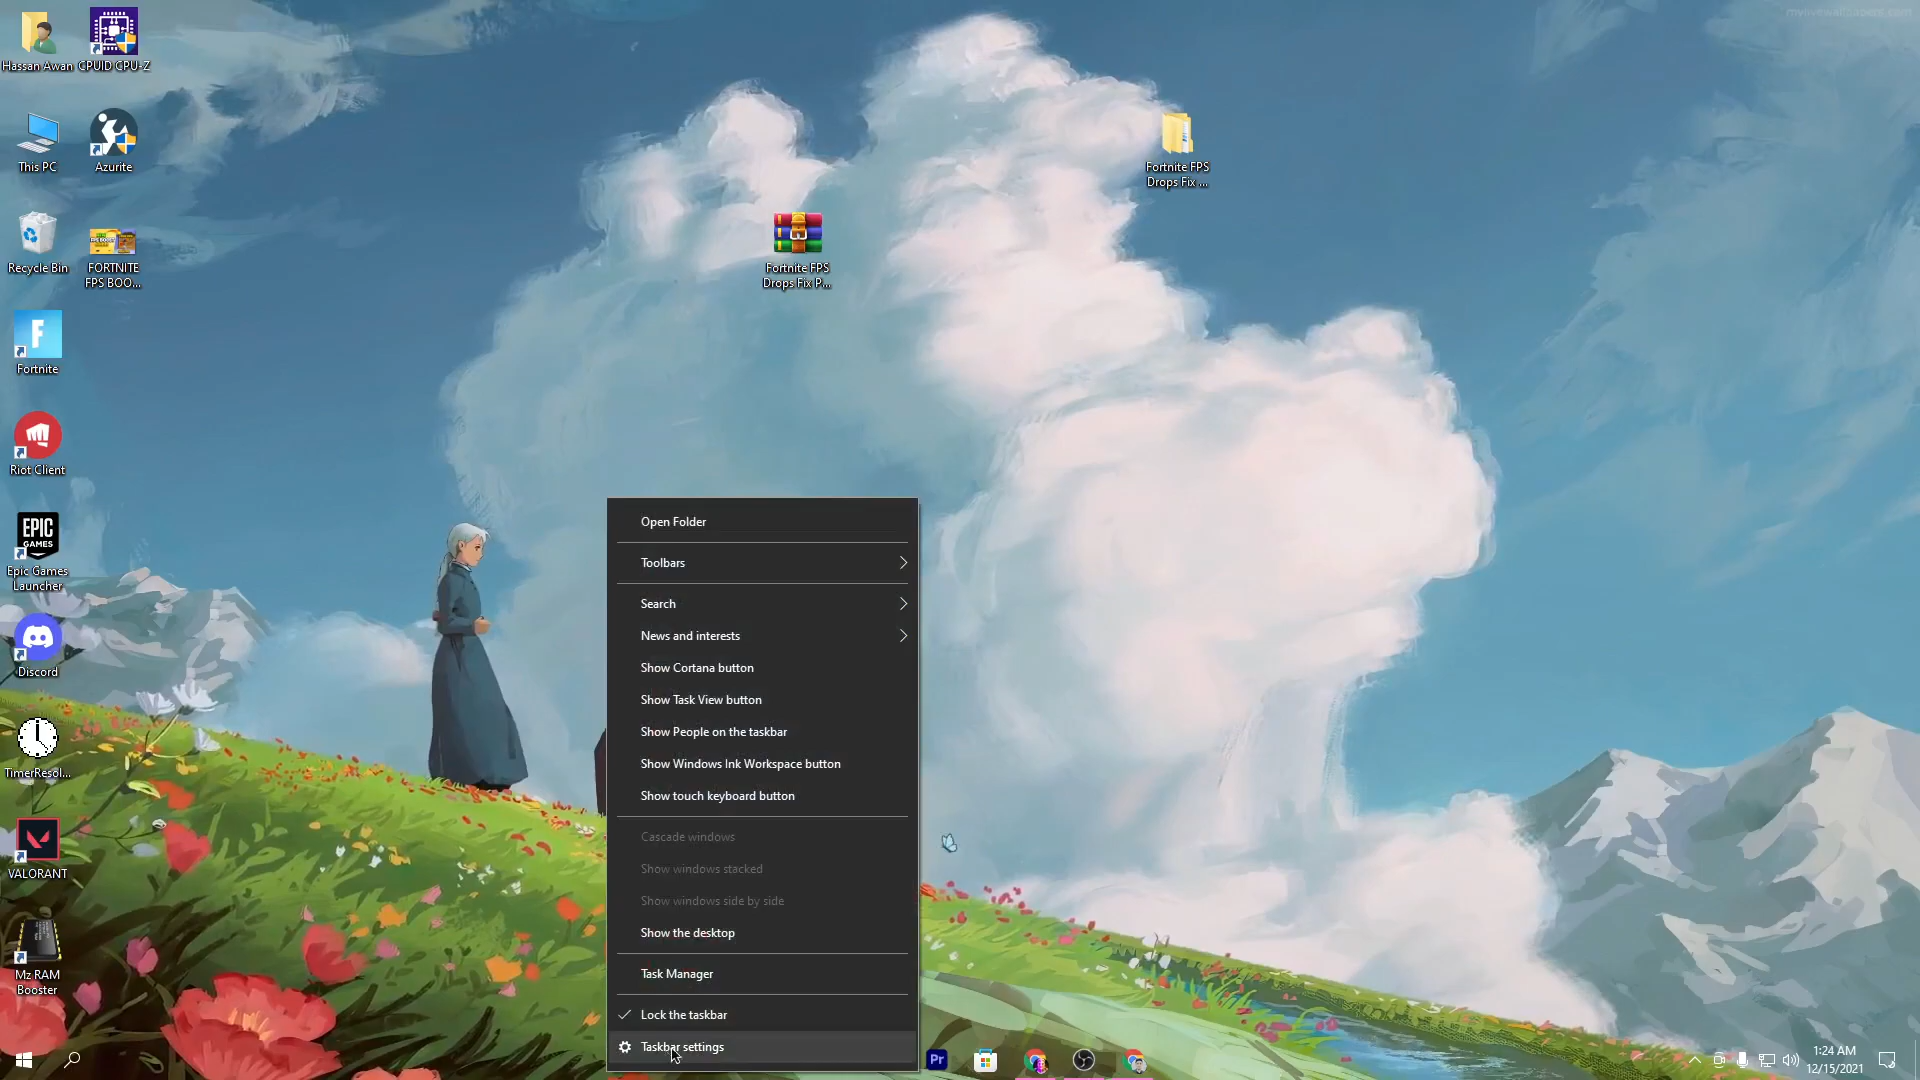 mylivewallpapers.com
Hassan Awan
CPUID CPU-Z
This PC
Azurite
Recycle Bin
FORTNITE
FPS BOO...
Fortnite
Riot Client
EPIC
GAMES
Epic Games
Launcher
Discord
TimerResol...
VALORANT
Mz RAM
Booster
Fortnite FPS
Drops Fix P...
Fortnite FPS
Drops Fix ...
Open Folder
Toolbars
Search
News and interests
Show Cortana button
Show Task View button
Show People on the taskbar
Show Windows Ink Workspace button
Show touch keyboard button
Cascade windows
Show windows stacked
Show windows side by side
Show the desktop
Task Manager
Lock the taskbar
Taskbar settings
Pr
1:24 AM
12/15/2021